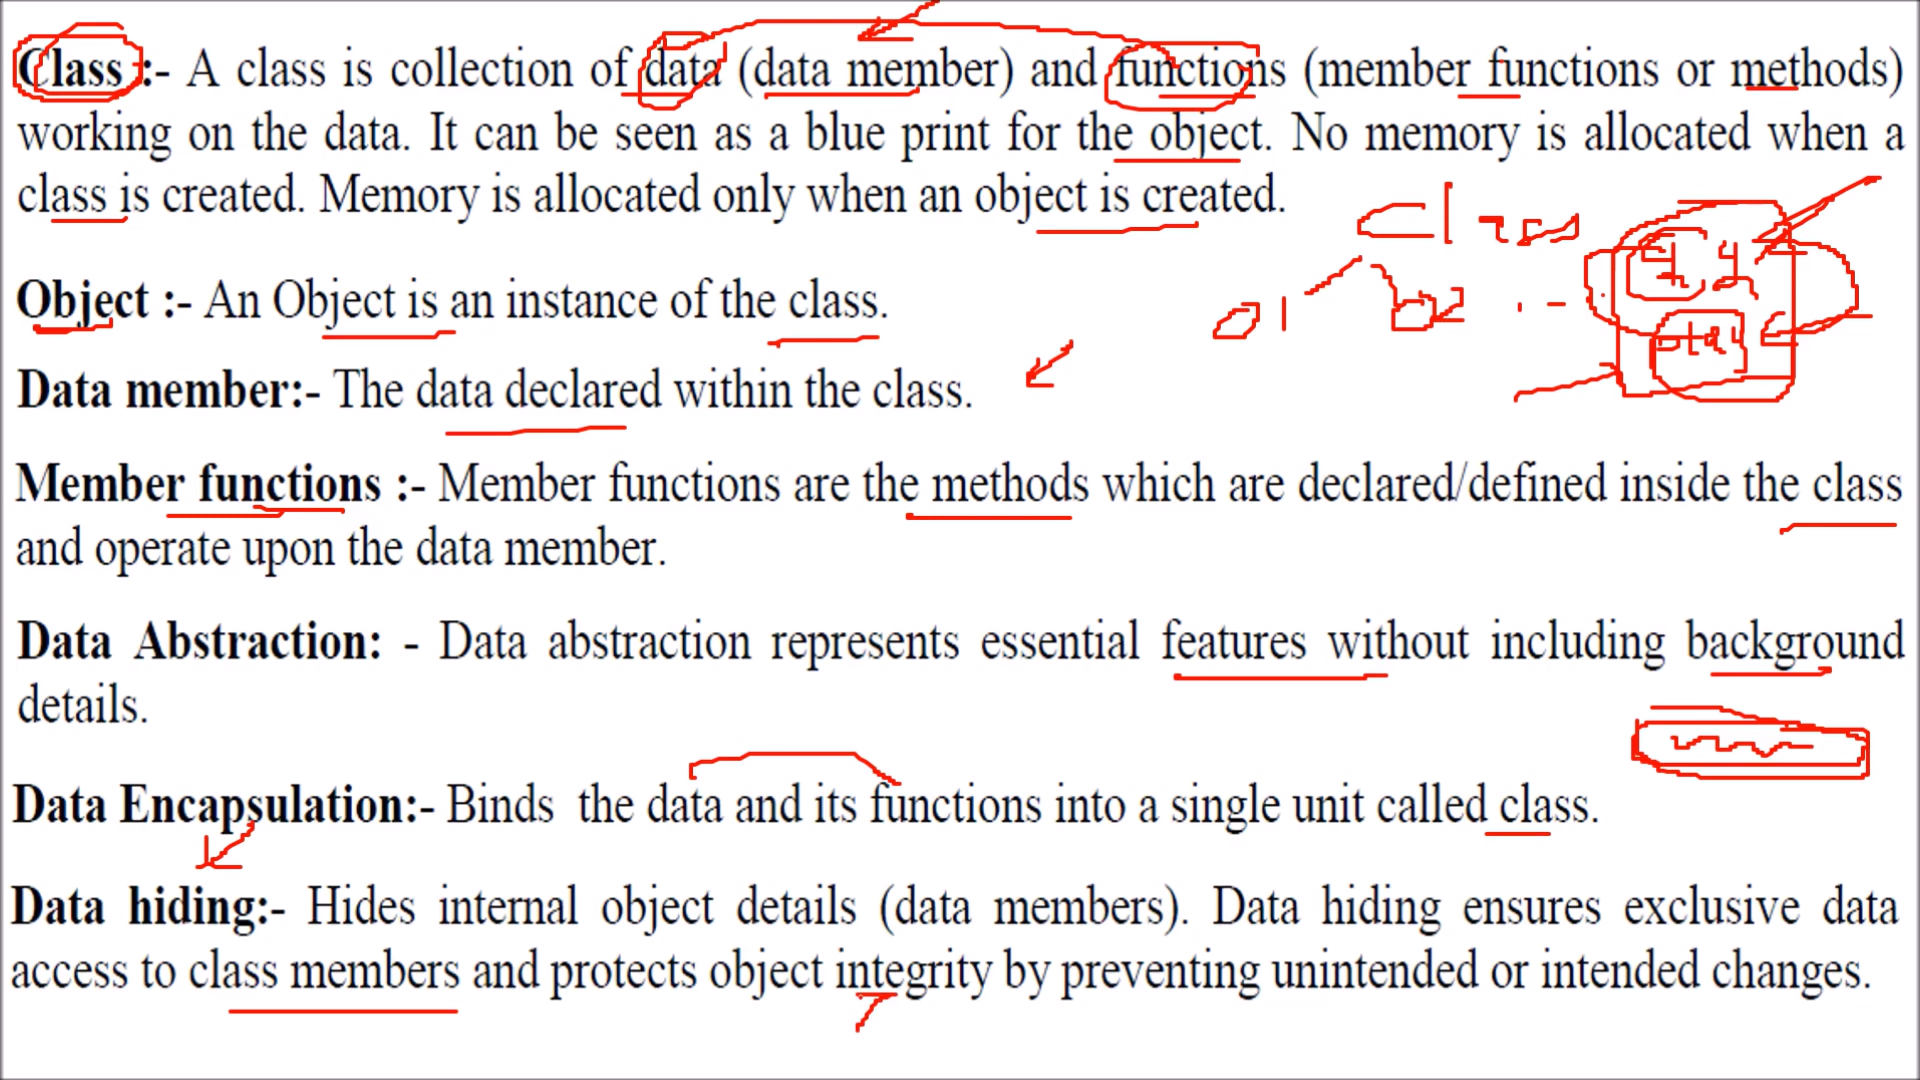 Class :- A class is collection of data (data member) and functions (member functions or methods)
working on the data. It can be seen as a blue print for the object. No memory is allocated when a
class is created. Memory is allocated only when an object is created.
class
Object :- An Object is an instance of the class.
o1 o2 . -
Data member:- The data declared within the class.
Member functions :- Member functions are the methods which are declared/defined inside the class
and operate upon the data member.
Data Abstraction: - Data abstraction represents essential features without including background
details.
Data Encapsulation:- Binds the data and its functions into a single unit called class.
Data hiding:- Hides internal object details (data members). Data hiding ensures exclusive data
access to class members and protects object integrity by preventing unintended or intended changes.